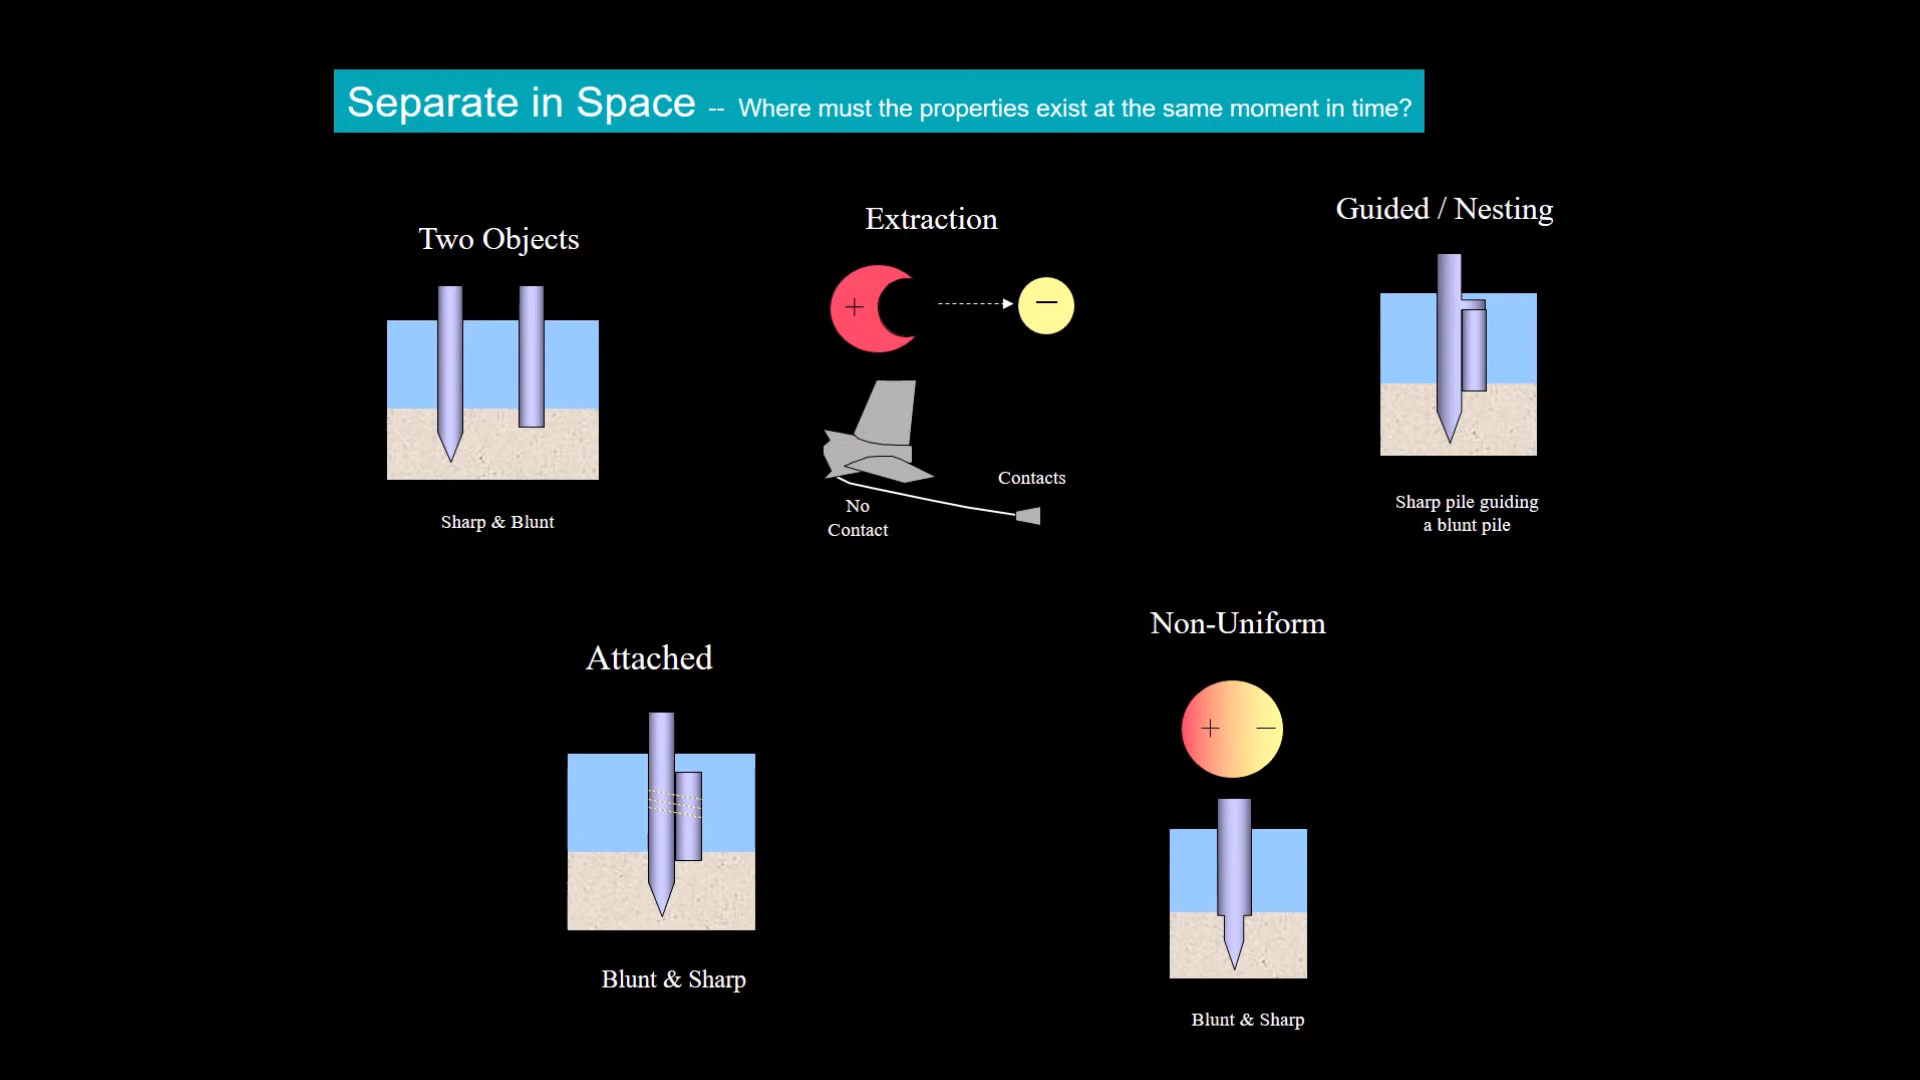 Separate in Space -- Where must the properties exist at the same moment in time?
Two Objects
Sharp & Blunt
Extraction
+
−
No
Contact
Contacts
Guided / Nesting
Sharp pile guiding
a blunt pile
Attached
Blunt & Sharp
Non-Uniform
+ −
Blunt & Sharp